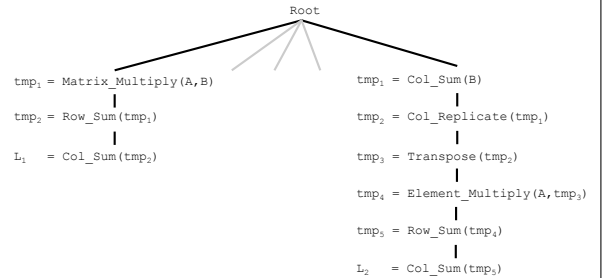 Root
tmp₁ = Matrix_Multiply(A,B)
tmp₂ = Row_Sum(tmp₁)
L₁ = Col_Sum(tmp₂)
tmp₁ = Col_Sum(B)
tmp₂ = Col_Replicate(tmp₁)
tmp₃ = Transpose(tmp₂)
tmp₄ = Element_Multiply(A,tmp₃)
tmp₅ = Row_Sum(tmp₄)
L₂ = Col_Sum(tmp₅)